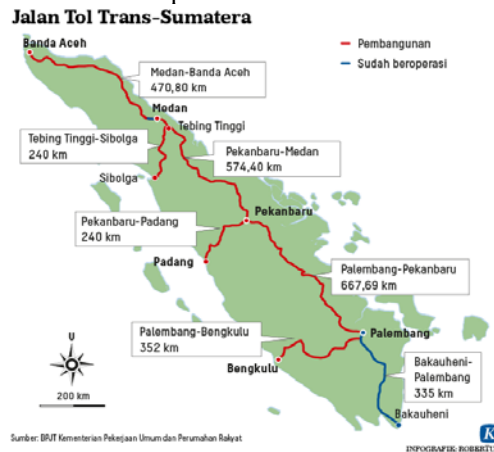 Jalan Tol Trans-Sumatera
Banda Aceh
Pembangunan
Sudah beroperasi
Medan-Banda Aceh
470,80 km
Medan
Tebing Tinggi
Tebing Tinggi-Sibolga
240 km
Pekanbaru-Medan
574,40 km
Sibolga
Pekanbaru-Padang
240 km
Pekanbaru
Padang
Palembang-Pekanbaru
667,69 km
Palembang-Bengkulu
352 km
Palembang
Bengkulu
Bakauheni-
Palembang
335 km
Bakauheni
U
200 km
Sumber: BPJT Kementerian Pekerjaan Umum dan Perumahan Rakyat
K
INFOGRAFIK: